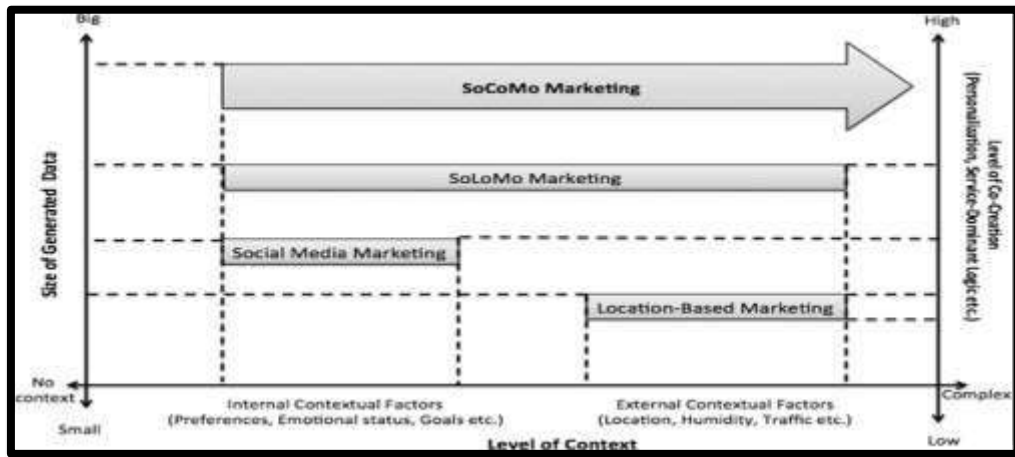 Big
High
SoCoMo Marketing
SoLoMo Marketing
Social Media Marketing
Location-Based Marketing
Size of Generated Data
Level of Co-Creation
(Personalization, Service-Dominant Logic etc.)
No
context
Complex
Internal Contextual Factors
(Preferences, Emotional status, Goals etc.)
External Contextual Factors
(Location, Humidity, Traffic etc.)
Small
Level of Context
Low